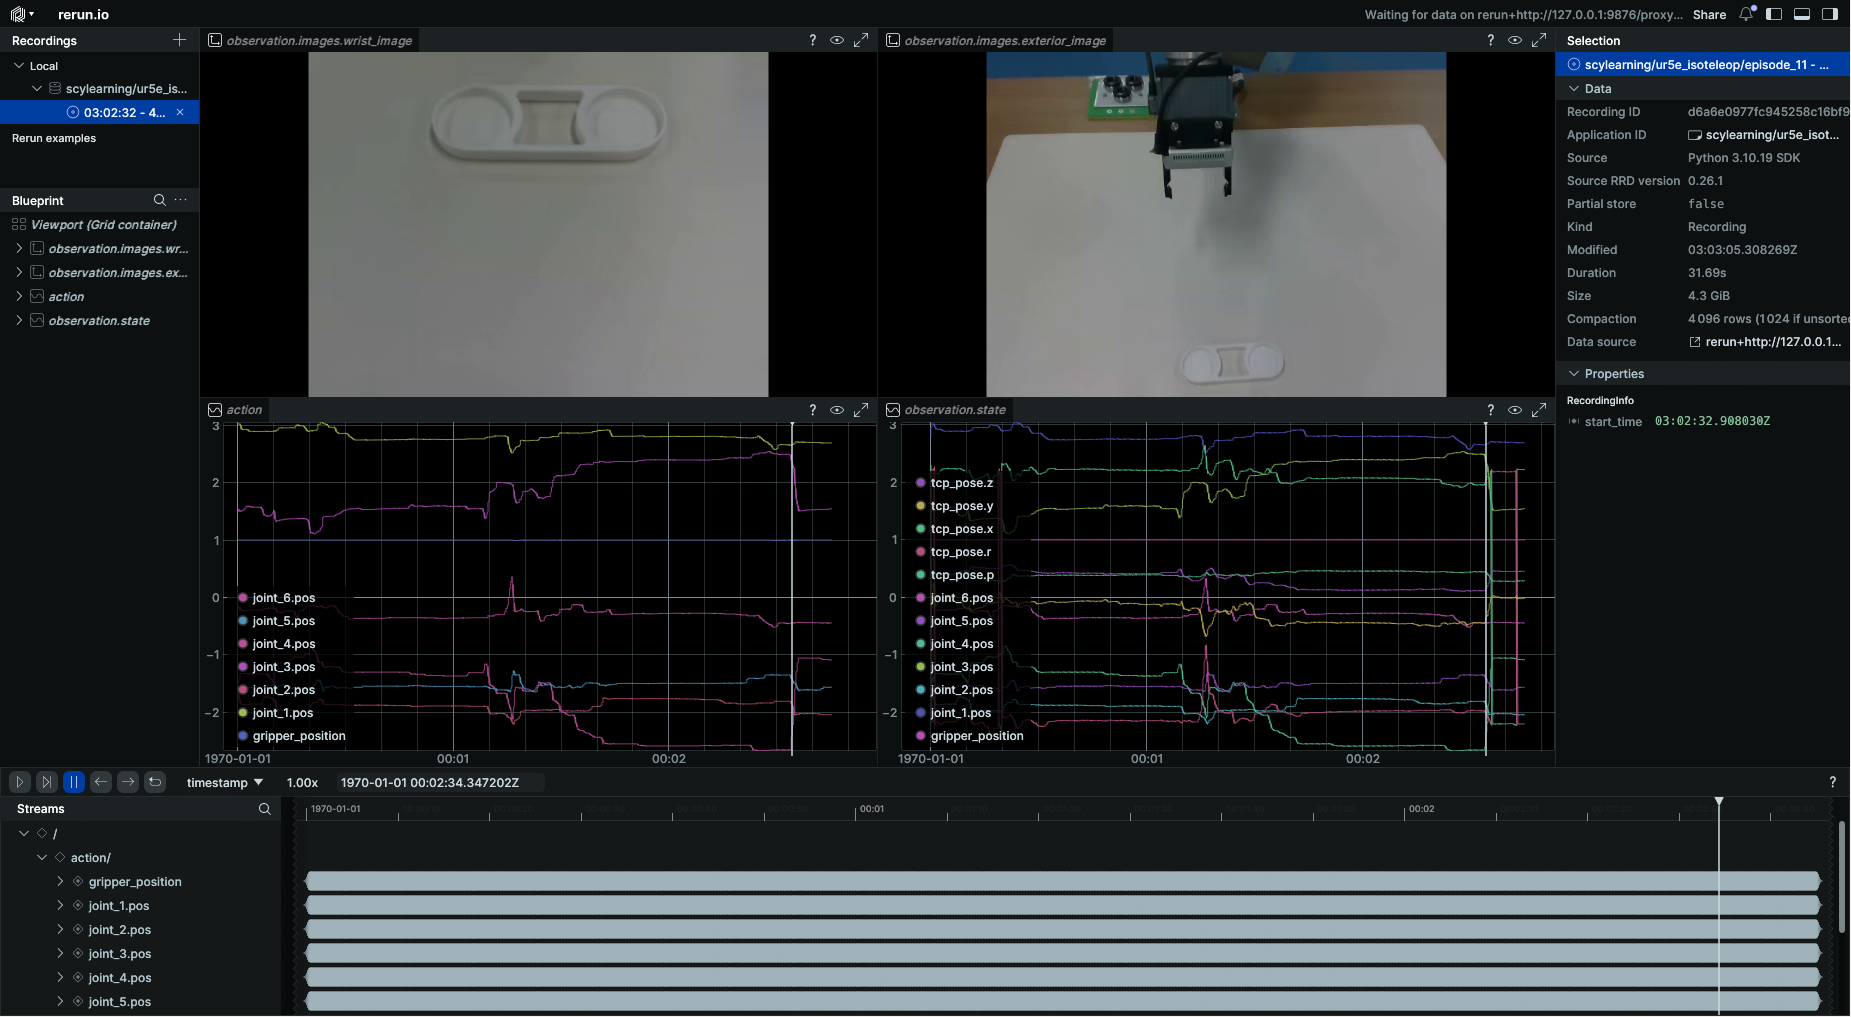 rerun.io
Waiting for data on rerun+http://127.0.0.1:9876/proxy...
Share
Recordings
Local
scylearning/ur5e_is...
03:02:32 - 4...
Rerun examples
Blueprint
Viewport (Grid container)
observation.images.wr...
observation.images.ex...
action
observation.state
observation.images.wrist_image
?
observation.images.exterior_image
?
action
?
3
2
1
0
−1
−2
joint_6.pos
joint_5.pos
joint_4.pos
joint_3.pos
joint_2.pos
joint_1.pos
gripper_position
1970-01-01
00:01
00:02
observation.state
?
3
2
1
0
−1
−2
tcp_pose.z
tcp_pose.y
tcp_pose.x
tcp_pose.r
tcp_pose.p
joint_6.pos
joint_5.pos
joint_4.pos
joint_3.pos
joint_2.pos
joint_1.pos
gripper_position
1970-01-01
00:01
00:02
Selection
scylearning/ur5e_isoteleop/episode_11 - ...
Data
Recording ID d6a6e0977fc945258c16bf9
Application ID scylearning/ur5e_isot...
Source Python 3.10.19 SDK
Source RRD version 0.26.1
Partial store false
Kind Recording
Modified 03:03:05.308269Z
Duration 31.69s
Size 4.3 GiB
Compaction 4 096 rows (1 024 if unsorte
Data source rerun+http://127.0.0.1...
Properties
RecordingInfo
start_time 03:02:32.908030Z
timestamp
1.00x
1970-01-01 00:02:34.347202Z
?
Streams
1970-01-01
00:01
00:02
/
action/
gripper_position
joint_1.pos
joint_2.pos
joint_3.pos
joint_4.pos
joint_5.pos